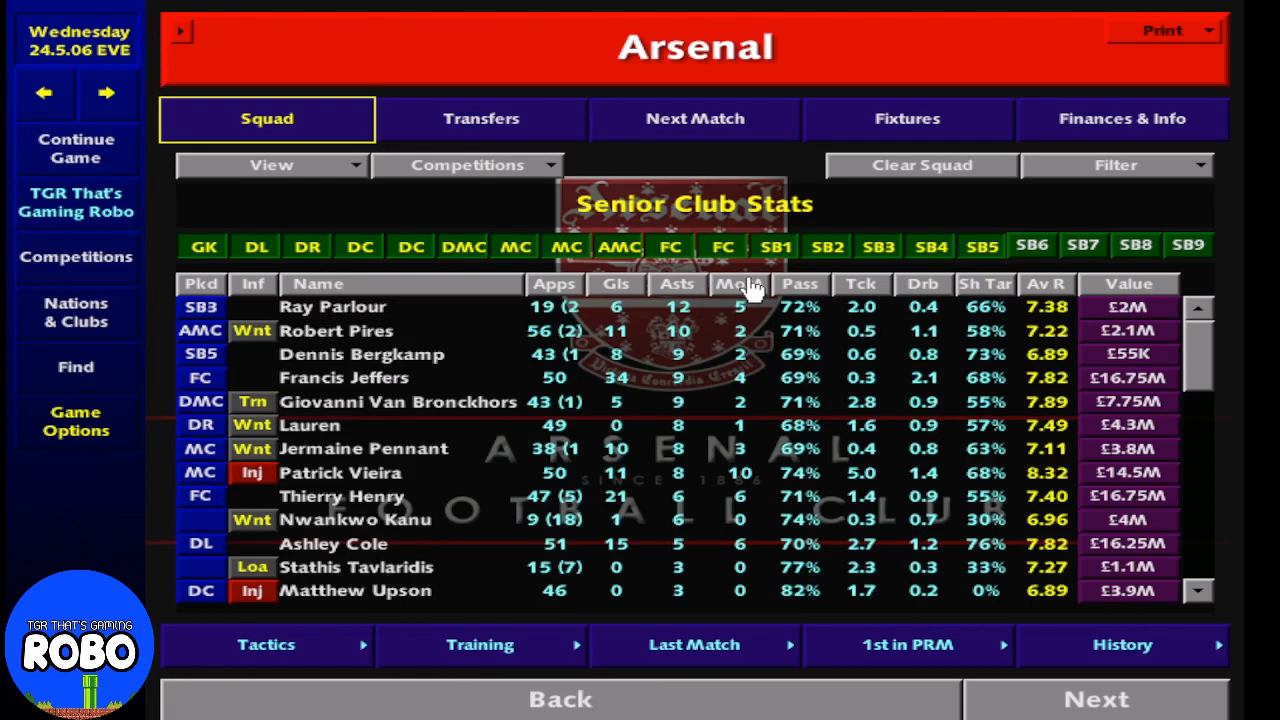 Wednesday
24.5.06 EVE
Continue
Game
TGR That's
Gaming Robo
Competitions
Nations
& Clubs
Find
Game
Options
Arsenal
Print
Squad Transfers Next Match Fixtures Finances & Info
View Competitions Clear Squad Filter
Senior Club Stats
GK DL DR DC DC DMC MC MC AMC FC FC SB1 SB2 SB3 SB4 SB5 SB6 SB7 SB8 SB9
Pkd Inf Name Apps Gls Asts Pass Tck Drb Sh Tar Av R Value
SB3 Ray Parlour 19 (2 6 12 5 72% 2.0 0.4 66% 7.38 £2M
AMC Wnt Robert Pires 56 (2) 11 10 2 71% 0.5 1.1 58% 7.22 £2.1M
SB5 Dennis Bergkamp 43 (1 8 9 2 69% 0.6 0.8 73% 6.89 £55K
FC Francis Jeffers 50 34 9 4 69% 0.3 2.1 68% 7.82 £16.75M
DMC Trn Giovanni Van Bronckhors 43 (1) 5 9 2 71% 2.8 0.9 55% 7.89 £7.75M
DR Wnt Lauren 49 0 8 1 68% 1.6 0.9 57% 7.49 £4.3M
MC Wnt Jermaine Pennant 38 (1 10 8 3 69% 0.4 0.8 63% 7.11 £3.8M
MC Inj Patrick Vieira 50 11 8 10 74% 5.0 1.4 68% 8.32 £14.5M
FC Thierry Henry 47 (5) 21 6 6 71% 1.4 0.9 55% 7.40 £16.75M
Wnt Nwankwo Kanu 9 (18) 1 6 0 74% 0.3 0.7 30% 6.96 £4M
DL Ashley Cole 51 15 5 6 70% 2.7 1.2 76% 7.82 £16.25M
Loa Stathis Tavlaridis 15 (7) 0 3 0 77% 2.3 0.3 33% 7.27 £1.1M
DC Inj Matthew Upson 46 0 3 0 82% 1.7 0.2 0% 6.89 £3.9M
ARSENAL
SINCE 1886
FOOTBALL CLUB
Tactics Training Last Match 1st in PRM History
Back Next
TGR THAT'S GAMING
ROBO